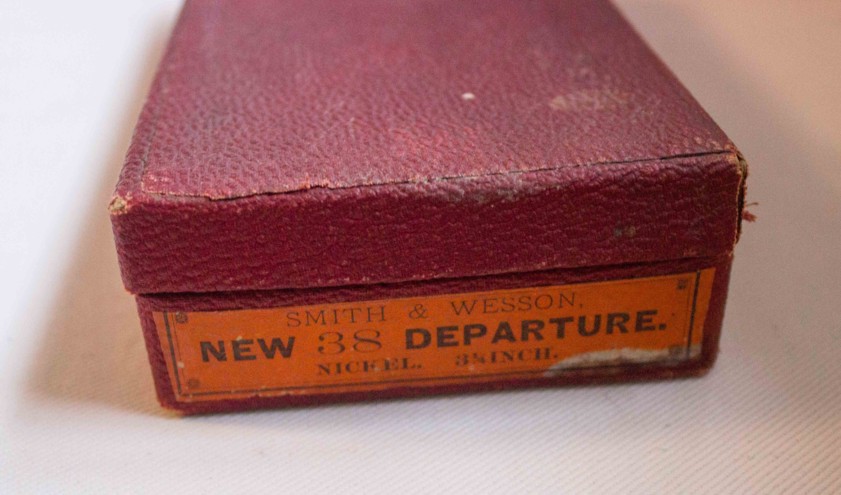 SMITH & WESSON,
NEW 38 DEPARTURE.
NICKEL. 3¼ INCH.